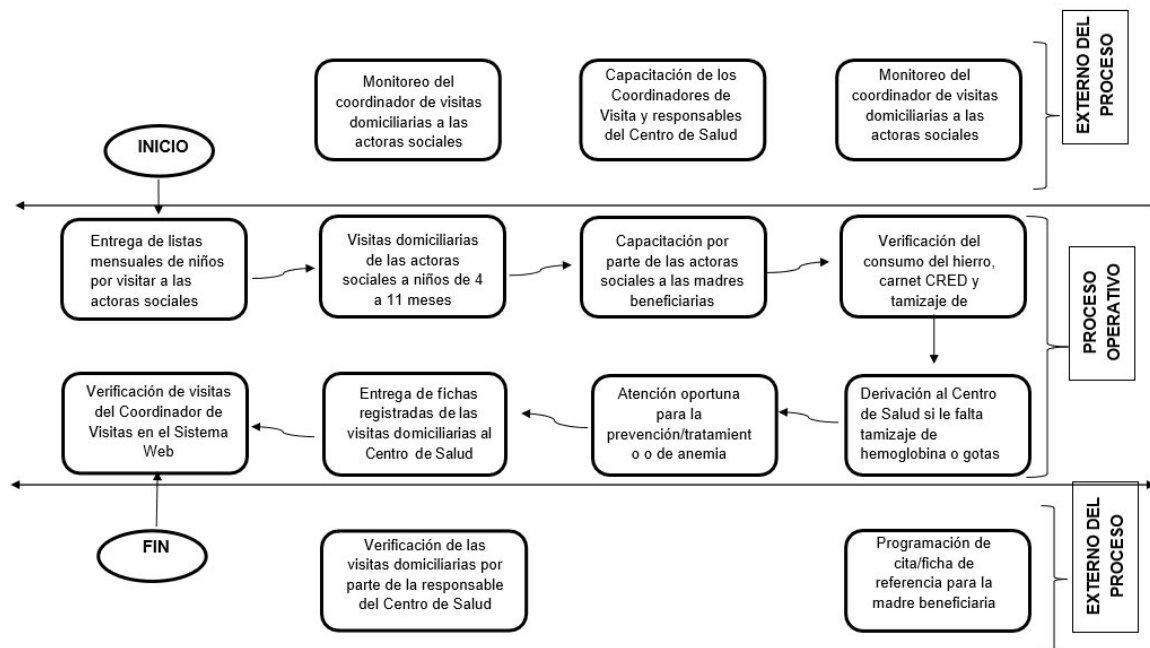 Monitoreo del
coordinador de visitas
domiciliarias a las
actoras sociales
Capacitación de los
Coordinadores de
Visita y responsables
del Centro de Salud
Monitoreo del
coordinador de visitas
domiciliarias a las
actoras sociales
EXTERNO DEL
PROCESO
INICIO
Entrega de listas
mensuales de niños
por visitar a las
actoras sociales
Visitas domiciliarias
de las actoras
sociales a niños de 4
a 11 meses
Capacitación por
parte de las actoras
sociales a las madres
beneficiarias
Verificación del
consumo del hierro,
carnet CRED y
tamizaje de
PROCESO
OPERATIVO
Verificación de visitas
del Coordinador de
Visitas en el Sistema
Web
Entrega de fichas
registradas de las
visitas domiciliarias al
Centro de Salud
Atención oportuna
para la
prevención/tratamient
o o de anemia
Derivación al Centro
de Salud si le falta
tamizaje de
hemoglobina o gotas
FIN
Verificación de las
visitas domiciliarias por
parte de la responsable
del Centro de Salud
Programación de
cita/ficha de
referencia para la
madre beneficiaria
EXTERNO DEL
PROCESO